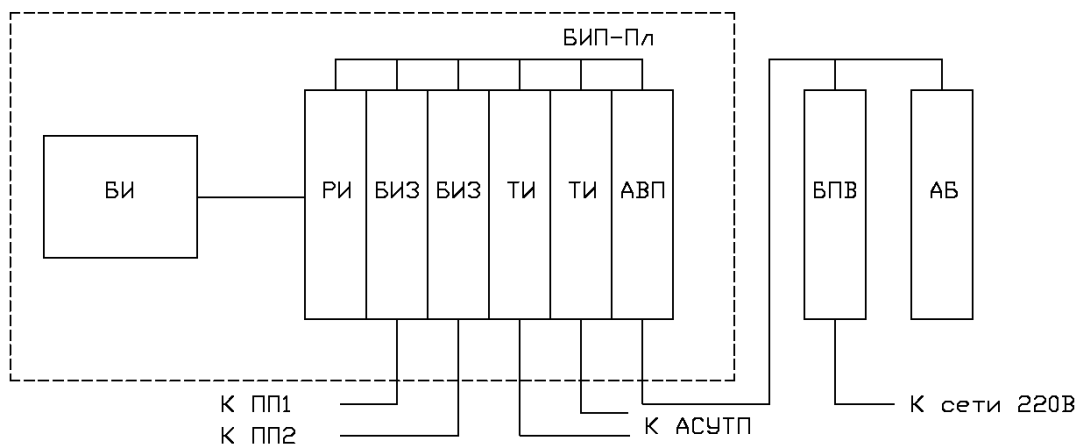 БИП-Пл
БИ
РИ
БИЗ
БИЗ
ТИ
ТИ
АВП
БПВ
АБ
К ПП1
К ПП2
К АСУТП
К сети 220В